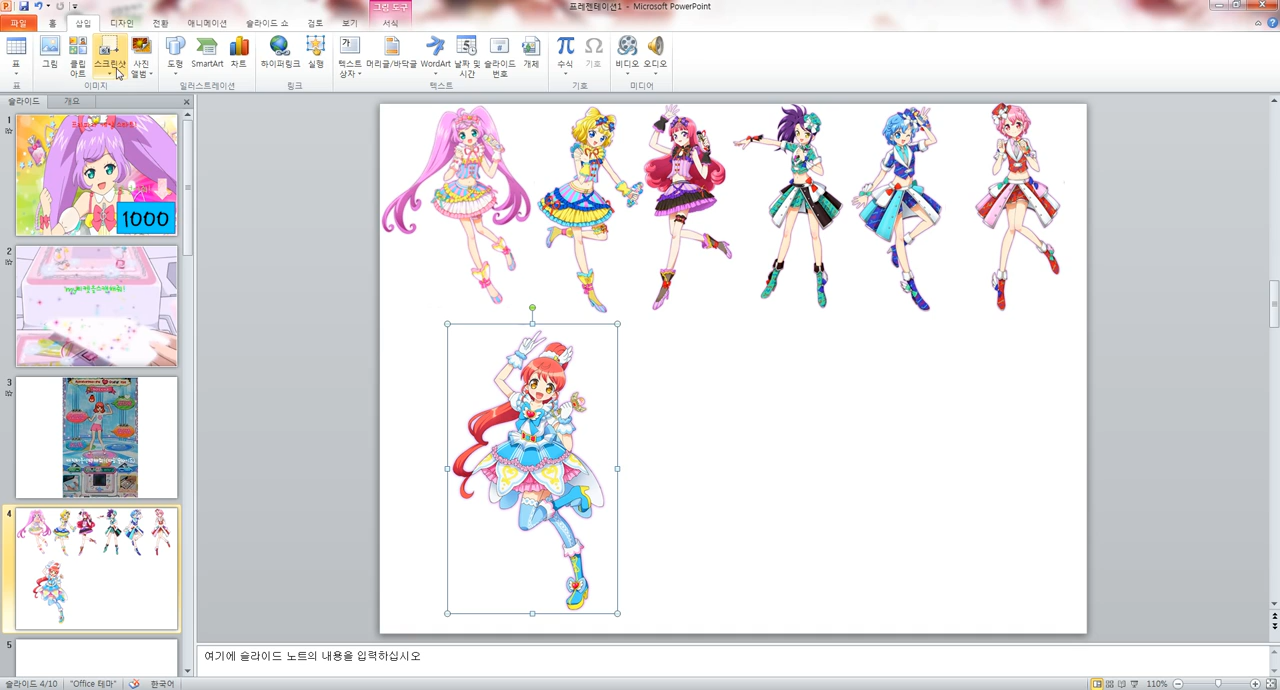 프레젠테이션1 - Microsoft PowerPoint
그림 도구
파일 홈 삽입 디자인 전환 애니메이션 슬라이드 쇼 검토 보기 서식
표 그림 클립 아트 스크린샷 사진 앨범 도형 SmartArt 차트 하이퍼링크 실행 텍스트 상자 머리글/바닥글 WordArt 날짜 및 시간 슬라이드 번호 개체 수식 기호 비디오 오디오
표 이미지 일러스트레이션 링크 텍스트 기호 미디어
슬라이드 개요
1
1000
2
3
4
5
여기에 슬라이드 노트의 내용을 입력하십시오
슬라이드 4/10 "Office 테마" 한국어 110%